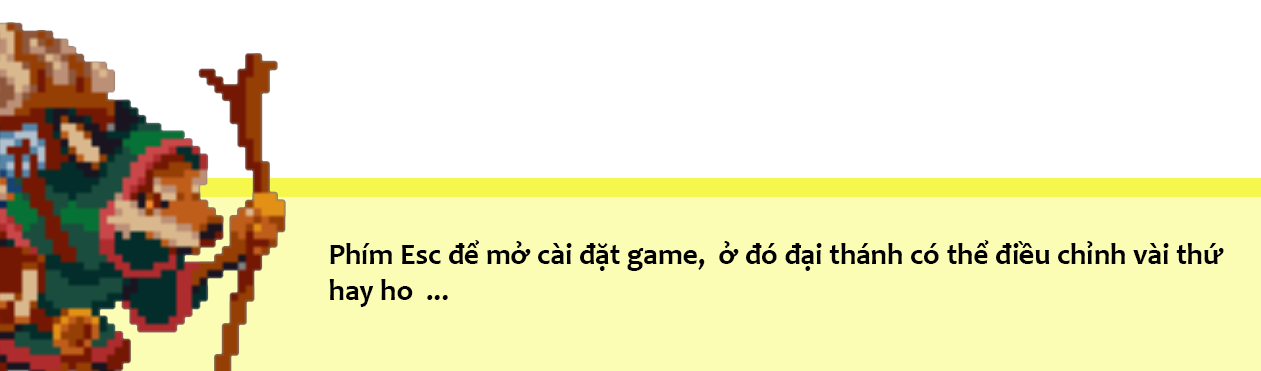 Phím Esc để mở cài đặt game,  ở đó đại thánh có thể điều chỉnh vài thứ
hay ho  ...